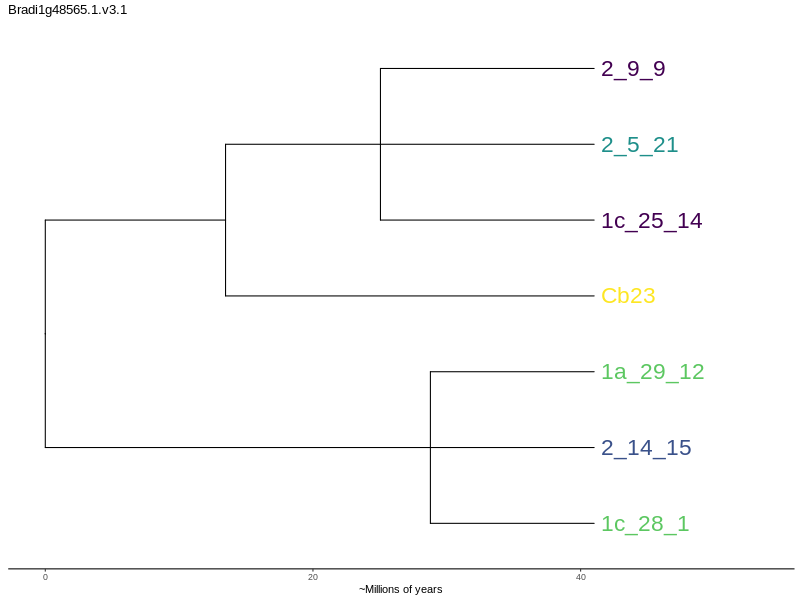 Bradi1g48565.1.v3.1
2_9_9
2_5_21
1c_25_14
Cb23
1a_29_12
2_14_15
1c_28_1
0 20 40
~Millions of years